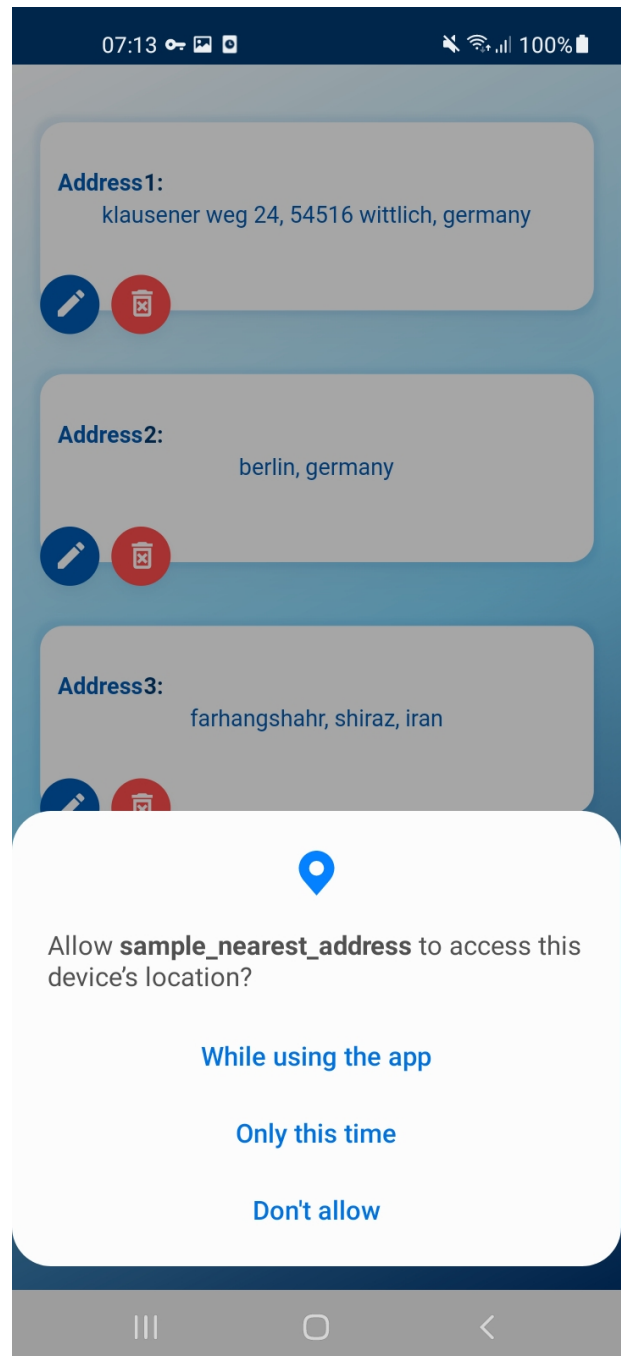 07:13 100%
Address1:
klausener weg 24, 54516 wittlich, germany
Address2:
berlin, germany
Address3:
farhangshahr, shiraz, iran
Allow sample_nearest_address to access this
device's location?
While using the app
Only this time
Don't allow